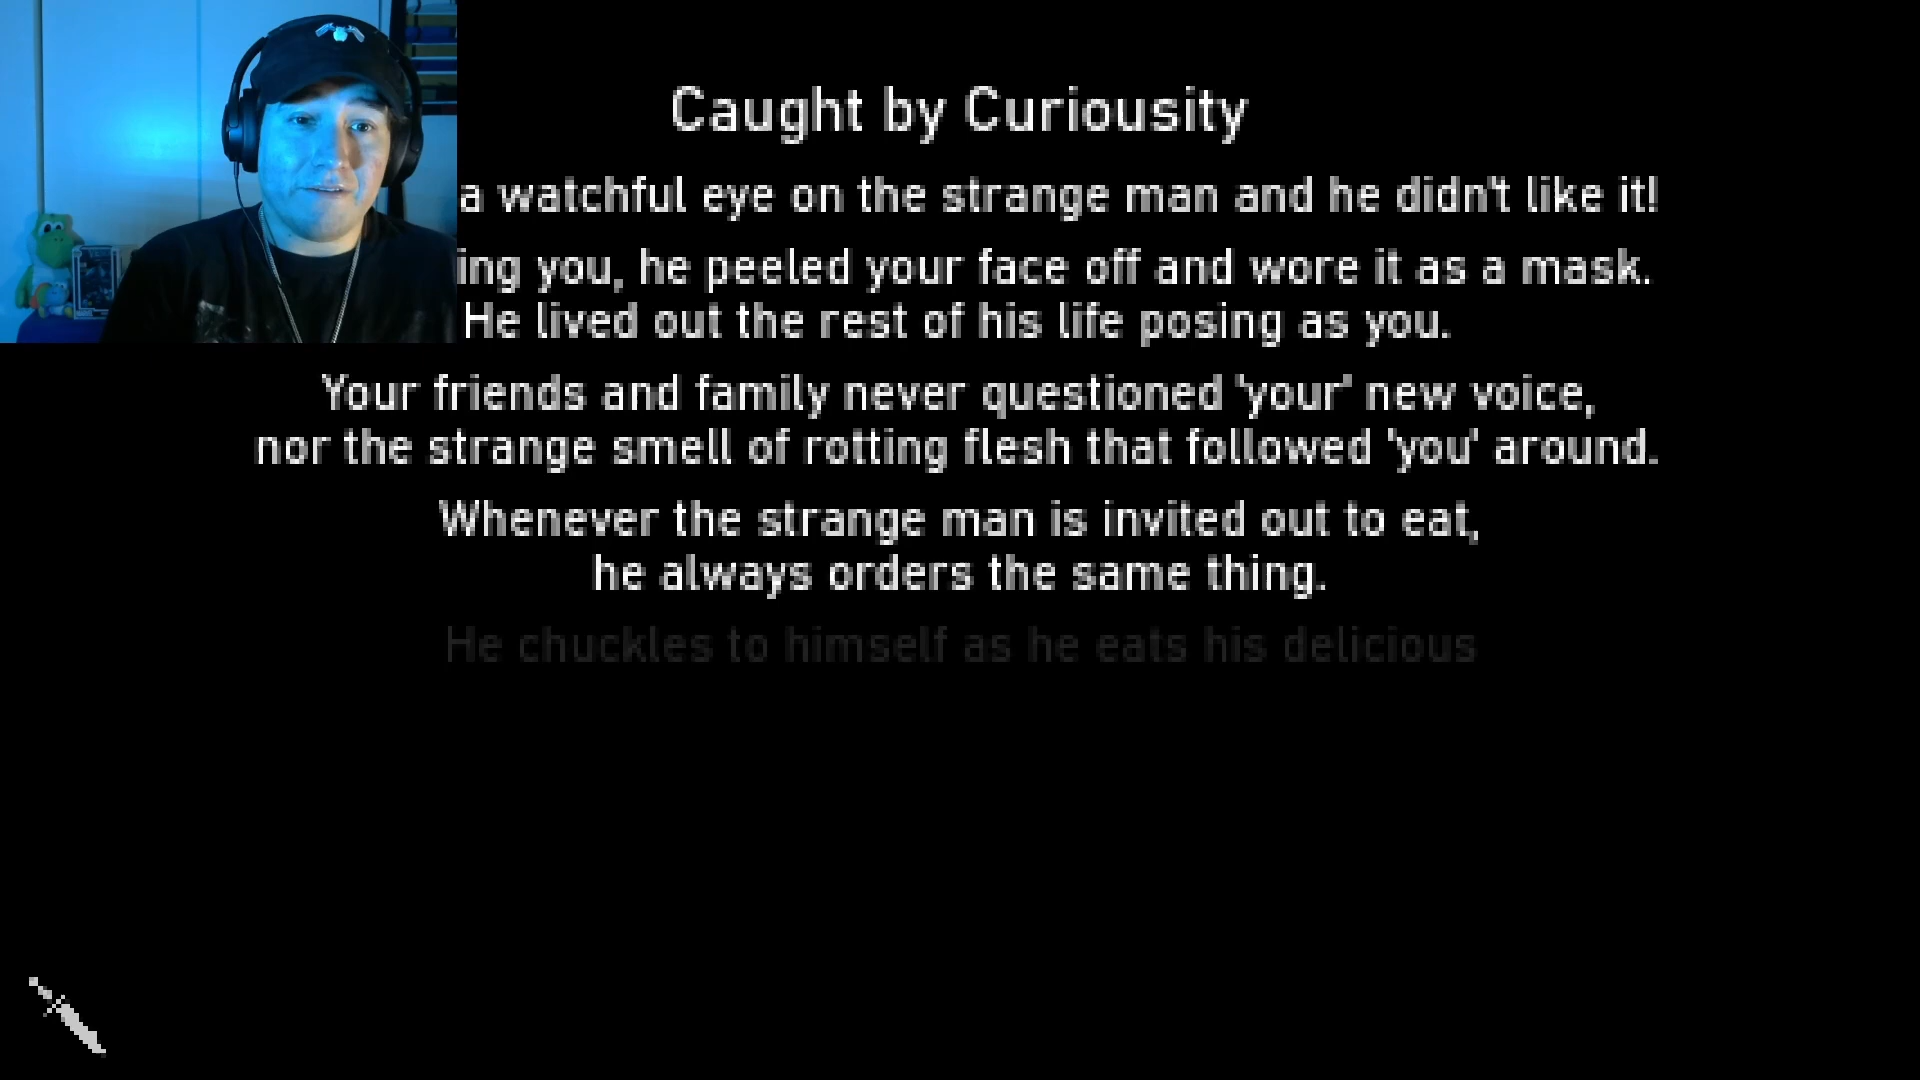 Caught by Curiousity
a watchful eye on the strange man and he didn't like it!
ing you, he peeled your face off and wore it as a mask.
He lived out the rest of his life posing as you.
Your friends and family never questioned 'your' new voice,
nor the strange smell of rotting flesh that followed 'you' around.
Whenever the strange man is invited out to eat,
he always orders the same thing.
He chuckles to himself as he eats his delicious